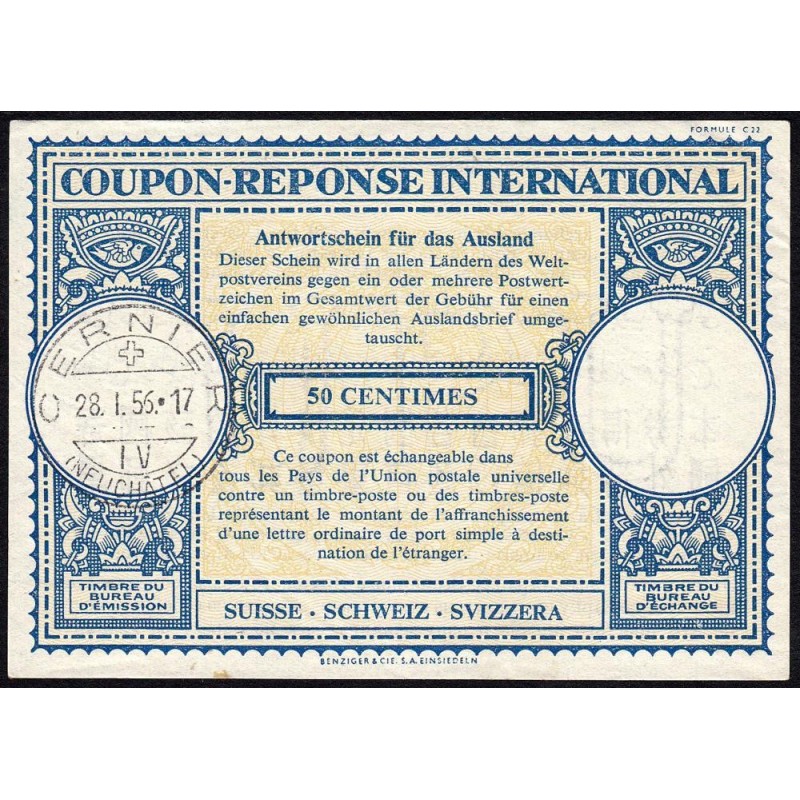 FORMULE C 22
COUPON-REPONSE INTERNATIONAL
Antwortschein für das Ausland
Dieser Schein wird in allen Ländern des Welt-
postvereins gegen ein oder mehrere Postwert-
zeichen im Gesamtwert der Gebühr für einen
einfachen gewöhnlichen Auslandsbrief umge-
tauscht.
CERNIER
28. I. 56.•17
IV
(NEUCHÂTEL)
50 CENTIMES
Ce coupon est échangeable dans
tous les Pays de l'Union postale universelle
contre un timbre-poste ou des timbres-poste
représentant le montant de l'affranchissement
d'une lettre ordinaire de port simple à desti-
nation de l'étranger.
TIMBRE DU
BUREAU
D'ÉMISSION
TIMBRE DU
BUREAU
D'ÉCHANGE
SUISSE · SCHWEIZ · SVIZZERA
BENZIGER & CIE. S.A. EINSIEDELN